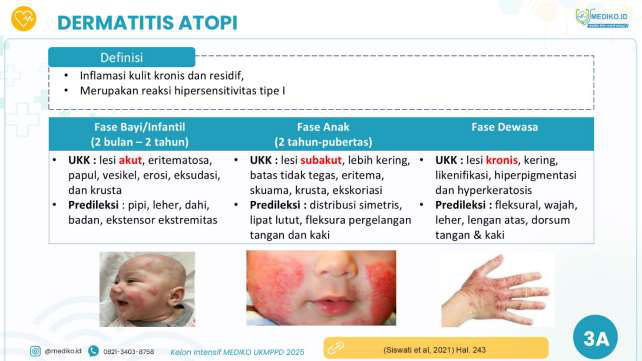 DERMATITIS ATOPI
MEDIKO.ID
Definisi
• Inflamasi kulit kronis dan residif,
• Merupakan reaksi hipersensitivitas tipe I
Fase Bayi/Infantil
(2 bulan – 2 tahun)
• UKK : lesi akut, eritematosa,
papul, vesikel, erosi, eksudasi,
dan krusta
• Predileksi : pipi, leher, dahi,
badan, ekstensor ekstremitas
Fase Anak
(2 tahun-pubertas)
• UKK : lesi subakut, lebih kering,
batas tidak tegas, eritema,
skuama, krusta, ekskoriasi
• Predileksi : distribusi simetris,
lipat lutut, fleksura pergelangan
tangan dan kaki
Fase Dewasa
• UKK : lesi kronis, kering,
likenifikasi, hiperpigmentasi
dan hyperkeratosis
• Predileksi : fleksural, wajah,
leher, lengan atas, dorsum
tangan & kaki
@mediko.id
0821-3403-8758
Kelon Intensif MEDIKO UKMPPD 2025
(Siswati et al, 2021) Hal. 243
3A